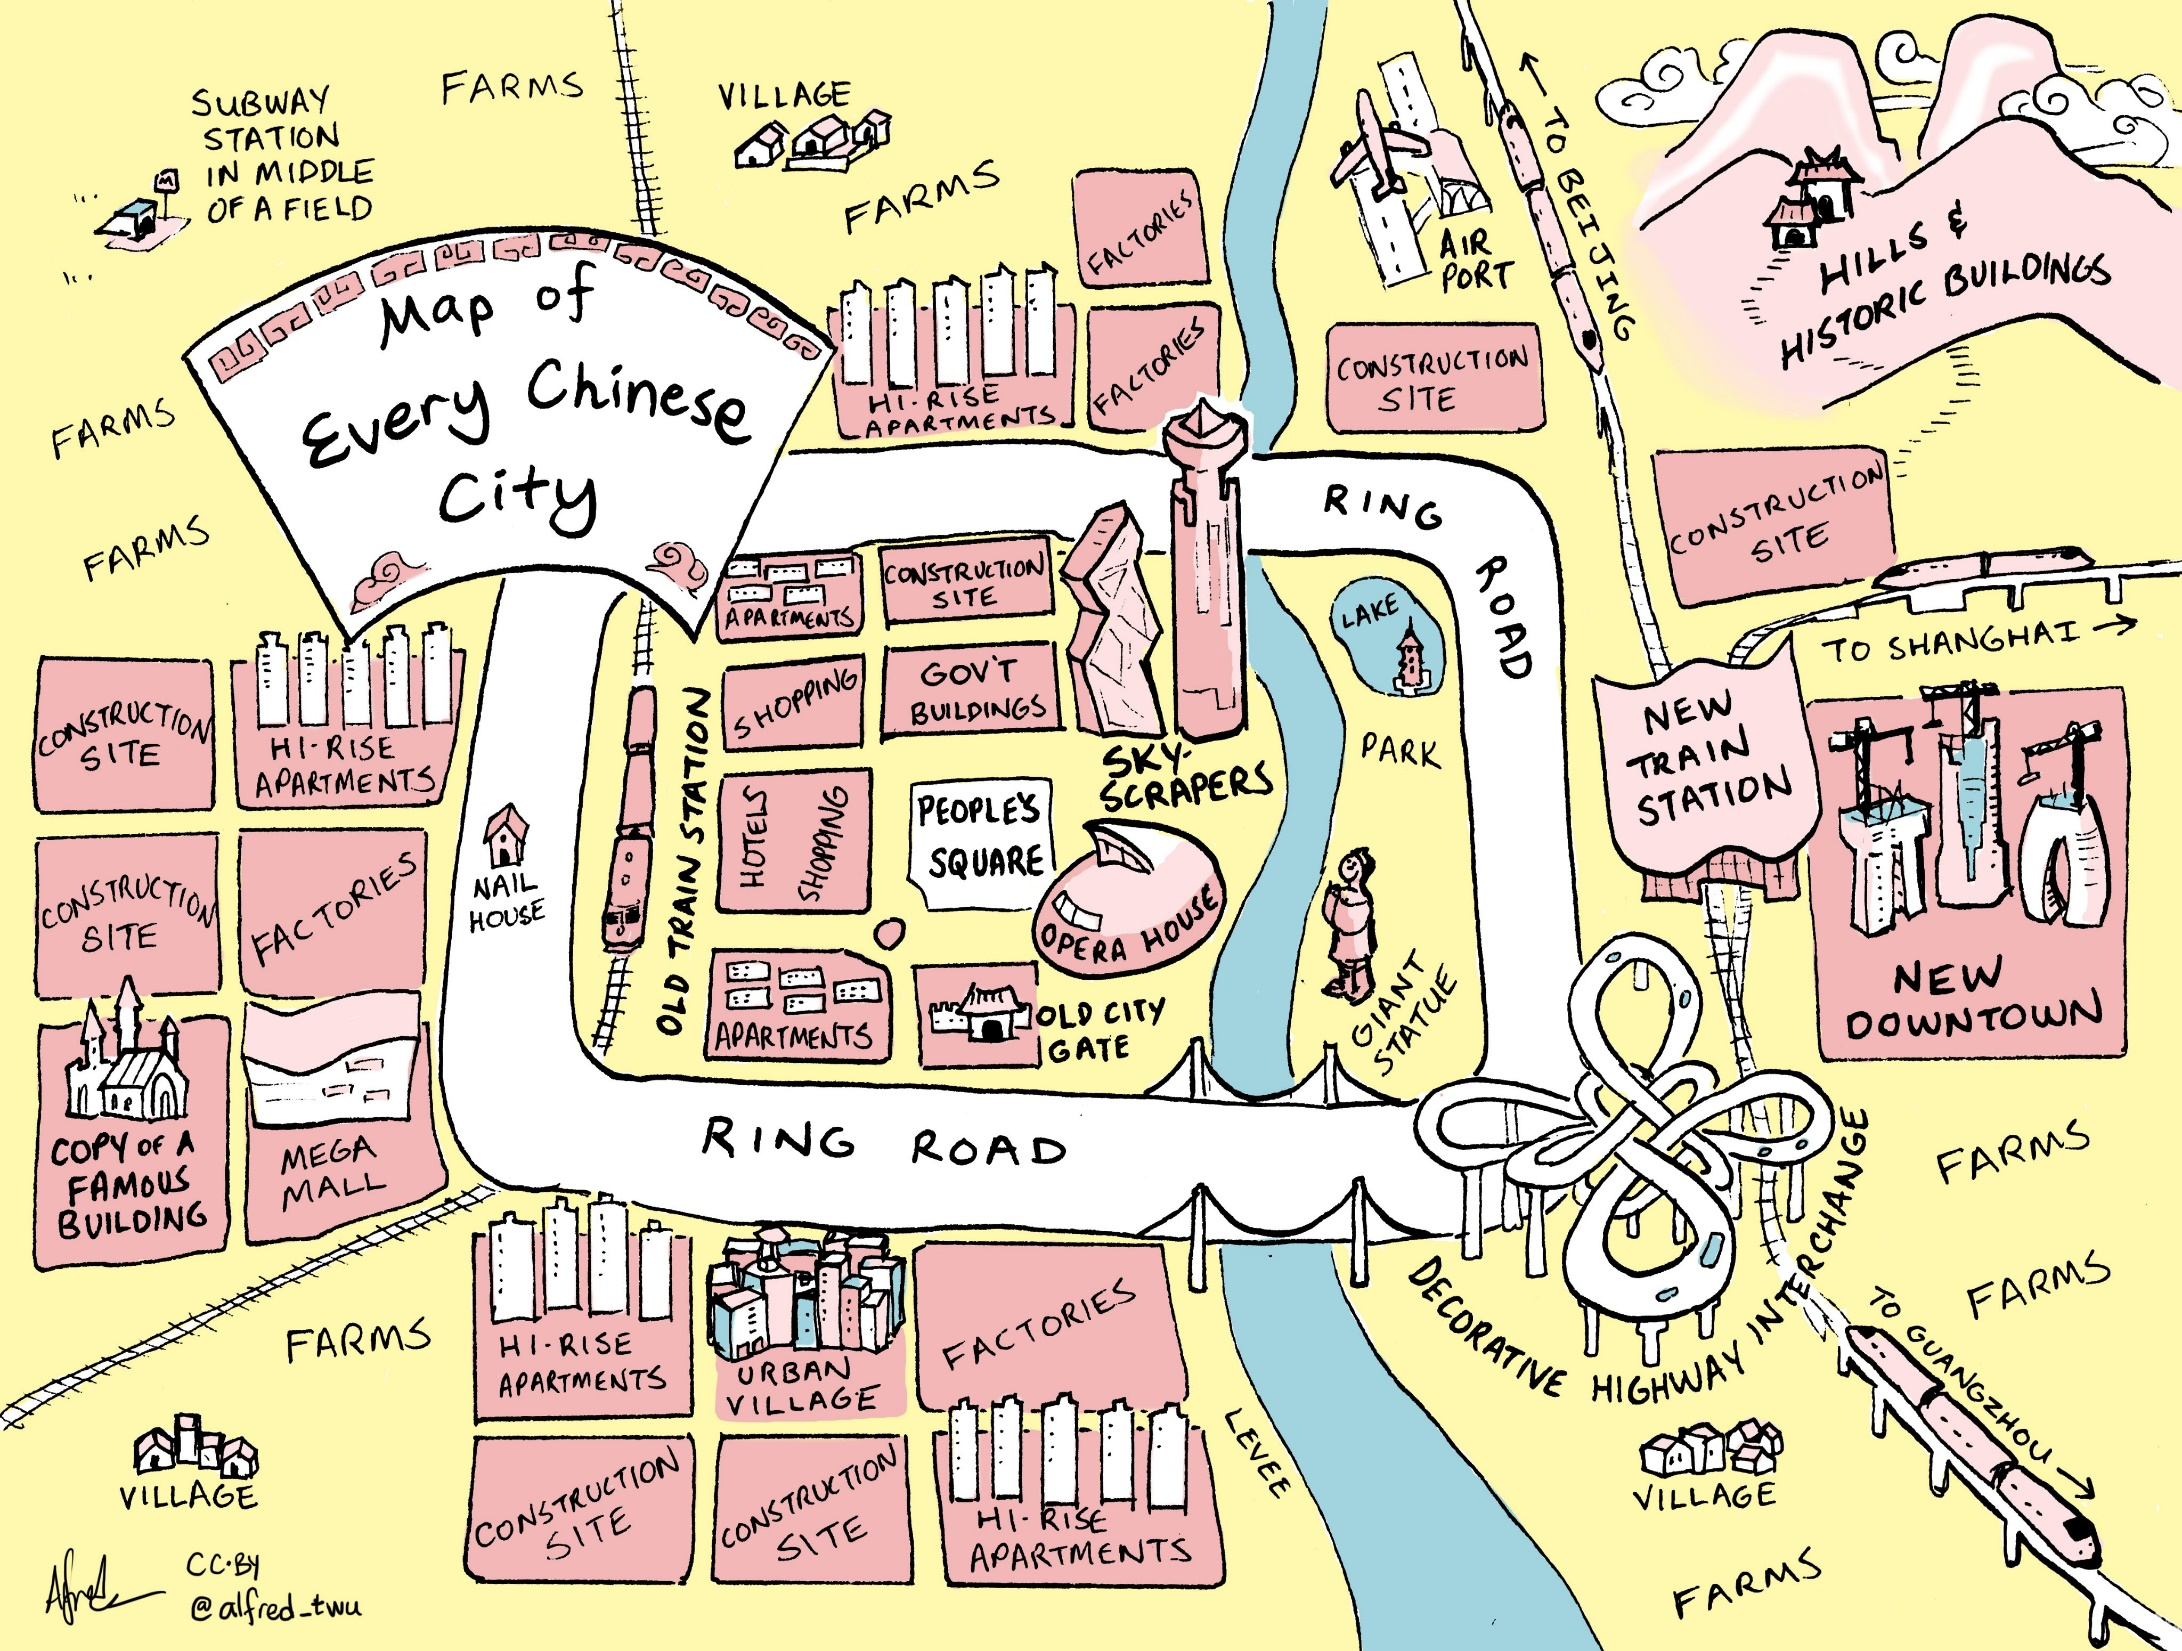 FARMS
SUBWAY
STATION
IN MIDDLE
OF A FIELD
M
VILLAGE
FARMS
Map of
Every Chinese
City
FARMS
FARMS
FACTORIES
FACTORIES
HI-RISE
APARTMENTS
AIR
PORT
← TO BEIJING
HILLS &
HISTORIC BUILDINGS
CONSTRUCTION
SITE
CONSTRUCTION
SITE
RING ROAD
TO SHANGHAI →
APARTMENTS
CONSTRUCTION
SITE
SHOPPING
GOV'T
BUILDINGS
SKY-
SCRAPERS
LAKE
PARK
NEW
TRAIN
STATION
NEW
DOWNTOWN
CONSTRUCTION
SITE
HI-RISE
APARTMENTS
CONSTRUCTION
SITE
FACTORIES
NAIL
HOUSE
OLD TRAIN STATION
HOTELS
SHOPPING
PEOPLE'S
SQUARE
OPERA HOUSE
GIANT
STATUE
APARTMENTS
OLD CITY
GATE
COPY OF A
FAMOUS
BUILDING
MEGA
MALL
RING ROAD
DECORATIVE HIGHWAY INTERCHANGE
FARMS
FARMS
TO GUANGZHOU →
FARMS
HI-RISE
APARTMENTS
URBAN
VILLAGE
FACTORIES
CONSTRUCTION
SITE
CONSTRUCTION
SITE
HI-RISE
APARTMENTS
LEVEE
VILLAGE
VILLAGE
FARMS
Alfred
CC-BY
@alfred_twu